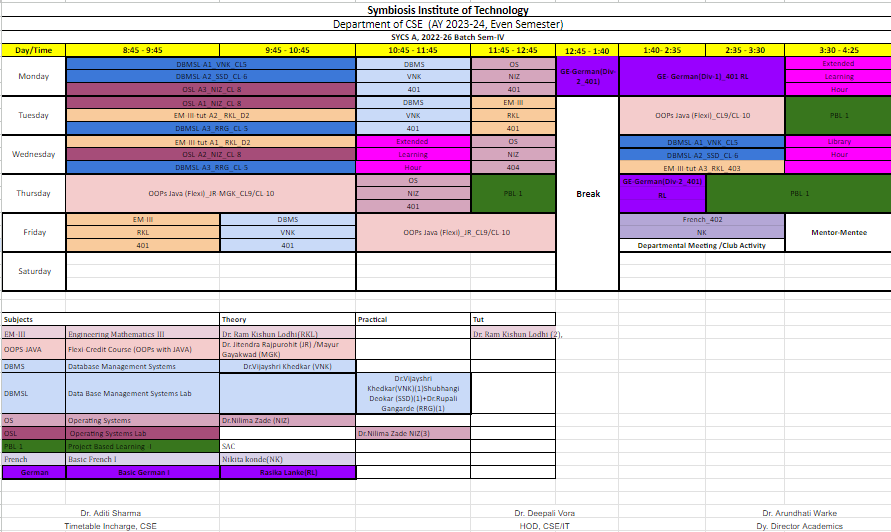 Symbiosis Institute of Technology
Department of CSE (AY 2023-24, Even Semester)
SYCS A, 2022-26 Batch Sem-IV
Day/Time 8:45 - 9:45 9:45 - 10:45 10:45 - 11:45 11:45 - 12:45 12:45 - 1:40 1:40- 2:35 2:35 - 3:30 3:30 - 4:25
Monday
DBMSL A1_VNK_CL5
DBMSL-A2_SSD_CL-6
OSL A3_NIZ_CL 8
DBMS
VNK
401
OS
NIZ
401
GE-German(Div-2_401)
GE- German(Div-1)_401 RL
Extended
Learning
Hour
Tuesday
OSL A1_NIZ_CL 8
EM-III-tut-A2_ RKL_D2
DBMSL A3_RRG_CL 5
DBMS
VNK
401
EM-III
RKL
401
OOPs Java (Flexi)_CL9/CL-10
PBL-1
Wednesday
EM-III-tut A1_ RKL_D2
OSL A2_NIZ_CL 8
DBMSL A3_RRG_CL 5
Extended
Learning
Hour
OS
NIZ
404
DBMSL A1_VNK_CL5
DBMSL A2_SSD_CL 6
EM III-tut A3_RKL_403
Library
Hour
Thursday
OOPs Java (Flexi)_JR-MGK_CL9/CL-10
OS
NIZ
401
PBL-1
Break
GE-German(Div-2_401)
RL
PBL-1
Friday
EM-III
RKL
401
DBMS
VNK
401
OOPs Java (Flexi)_JR_CL9/CL-10
French_402
NK
Departmental Meeting /Club Activity
Mentor-Mentee
Saturday
Subjects Theory Practical Tut
EM-III Engineering Mathematics III Dr. Ram Kishun Lodhi(RKL) Dr. Ram Kishun Lodhi (2),
OOPS-JAVA Flexi Credit Course (OOPs with JAVA) Dr. Jitendra Rajpurohit (JR) /Mayur
Gayakwad (MGK)
DBMS Database Management Systems Dr.Vijayshri Khedkar (VNK)
DBMSL Data Base Management Systems Lab Dr.Vijayshri
Khedkar(VNK)(1)Shubhangi
Deokar (SSD)(1)+Dr.Rupali
Gangarde (RRG)(1)
OS Operating Systems Dr.Nilima Zade (NIZ)
OSL Operating Systems Lab Dr.Nilima Zade NIZ(3)
PBL-1 Project Based Learning -I SAC
French Basic French I Nikita konde(NK)
German Basic German I Rasika Lanke(RL)
Dr. Aditi Sharma Dr. Deepali Vora Dr. Arundhati Warke
Timetable Incharge, CSE HOD, CSE/IT Dy. Director Academics